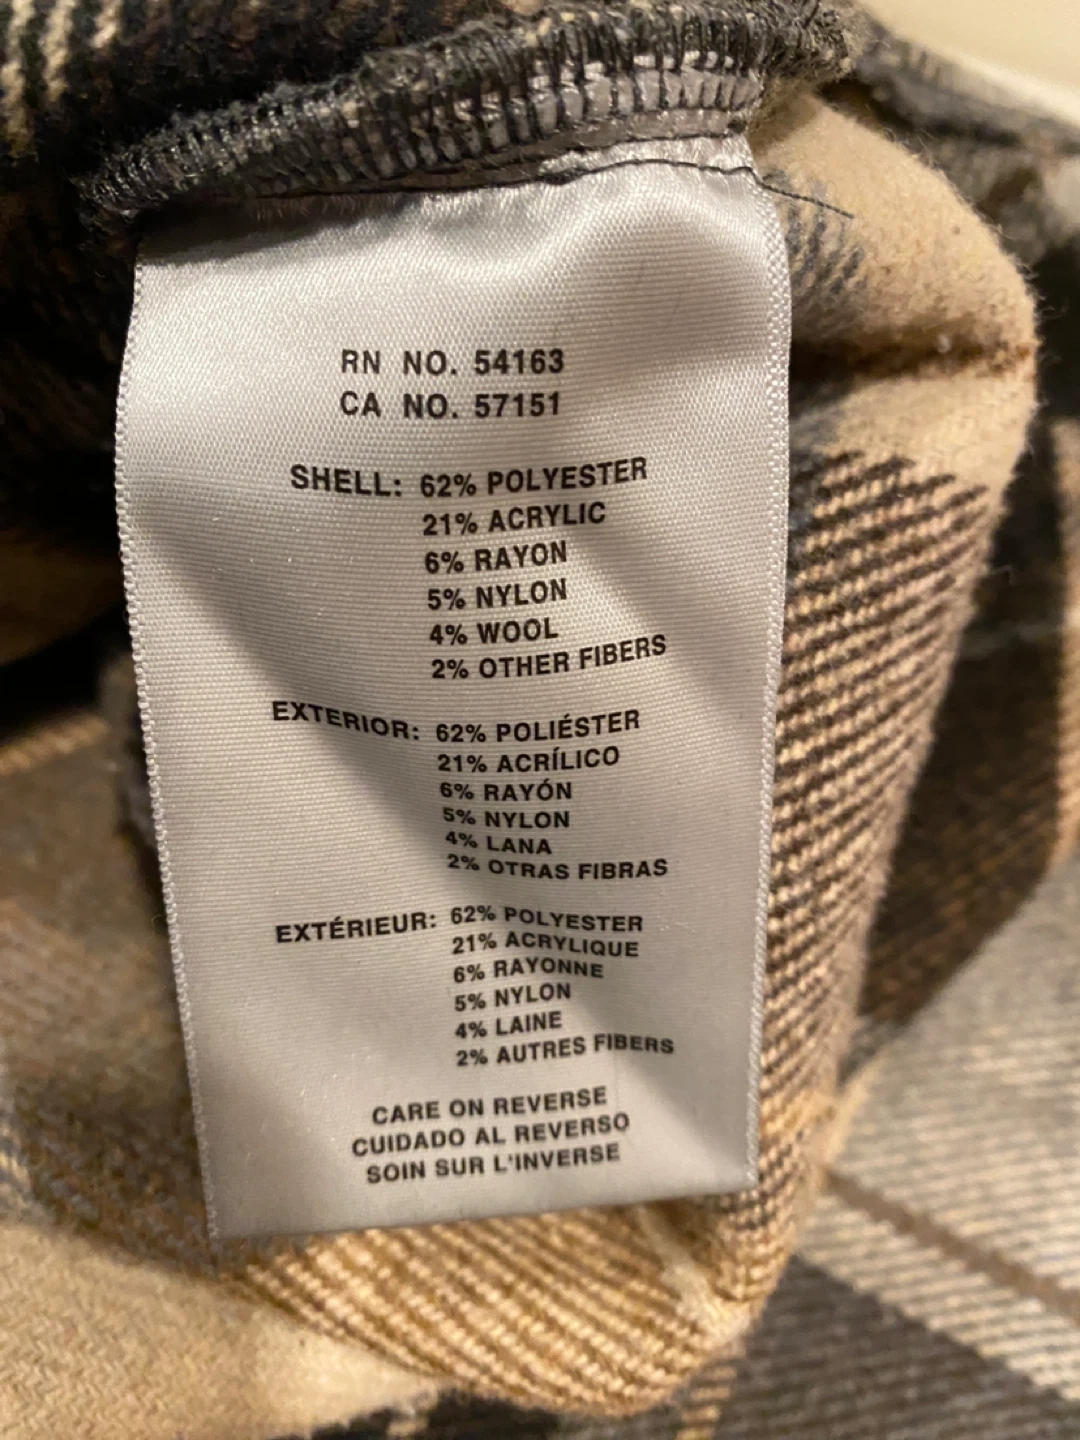 RN NO. 54163
CA NO. 57151
SHELL: 62% POLYESTER
21% ACRYLIC
6% RAYON
5% NYLON
4% WOOL
2% OTHER FIBERS
EXTERIOR: 62% POLIÉSTER
21% ACRÍLICO
6% RAYÓN
5% NYLON
4% LANA
2% OTRAS FIBRAS
EXTÉRIEUR: 62% POLYESTER
21% ACRYLIQUE
6% RAYONNE
5% NYLON
4% LAINE
2% AUTRES FIBERS
CARE ON REVERSE
CUIDADO AL REVERSO
SOIN SUR L'INVERSE